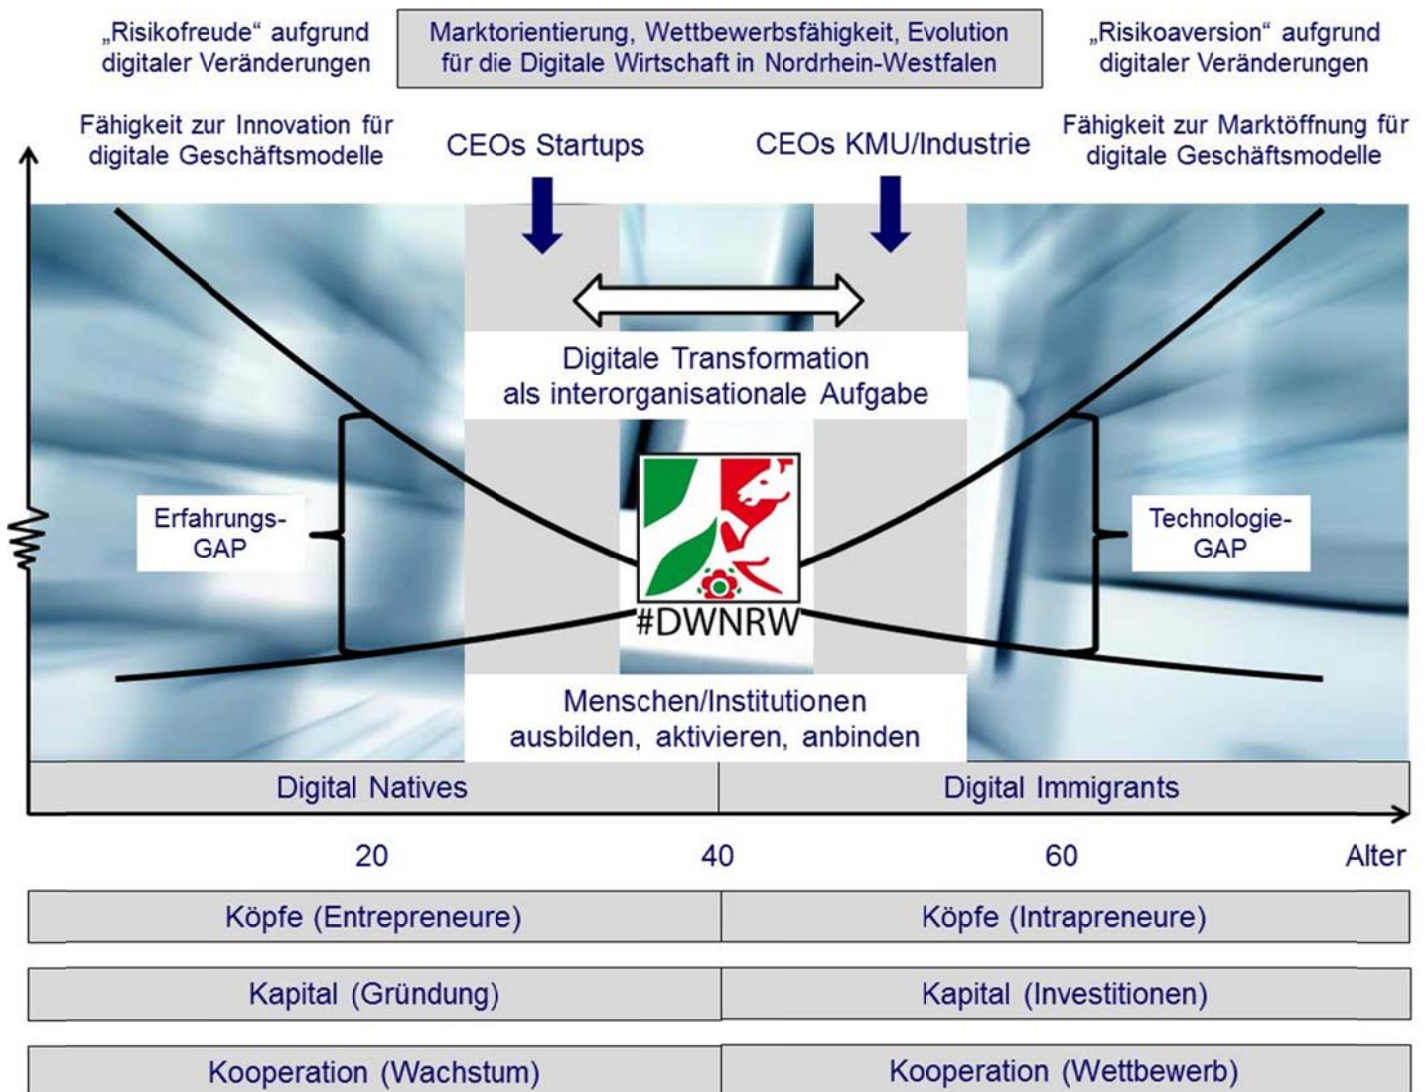 „Risikofreude“ aufgrund
digitaler Veränderungen
Marktorientierung, Wettbewerbsfähigkeit, Evolution
für die Digitale Wirtschaft in Nordrhein-Westfalen
„Risikoaversion“ aufgrund
digitaler Veränderungen
Fähigkeit zur Innovation für
digitale Geschäftsmodelle
CEOs Startups
CEOs KMU/Industrie
Fähigkeit zur Marktöffnung für
digitale Geschäftsmodelle
Digitale Transformation
als interorganisationale Aufgabe
Erfahrungs-
GAP
Technologie-
GAP
#DWNRW
Menschen/Institutionen
ausbilden, aktivieren, anbinden
Digital Natives
Digital Immigrants
20
40
60
Alter
Köpfe (Entrepreneure)
Köpfe (Intrapreneure)
Kapital (Gründung)
Kapital (Investitionen)
Kooperation (Wachstum)
Kooperation (Wettbewerb)